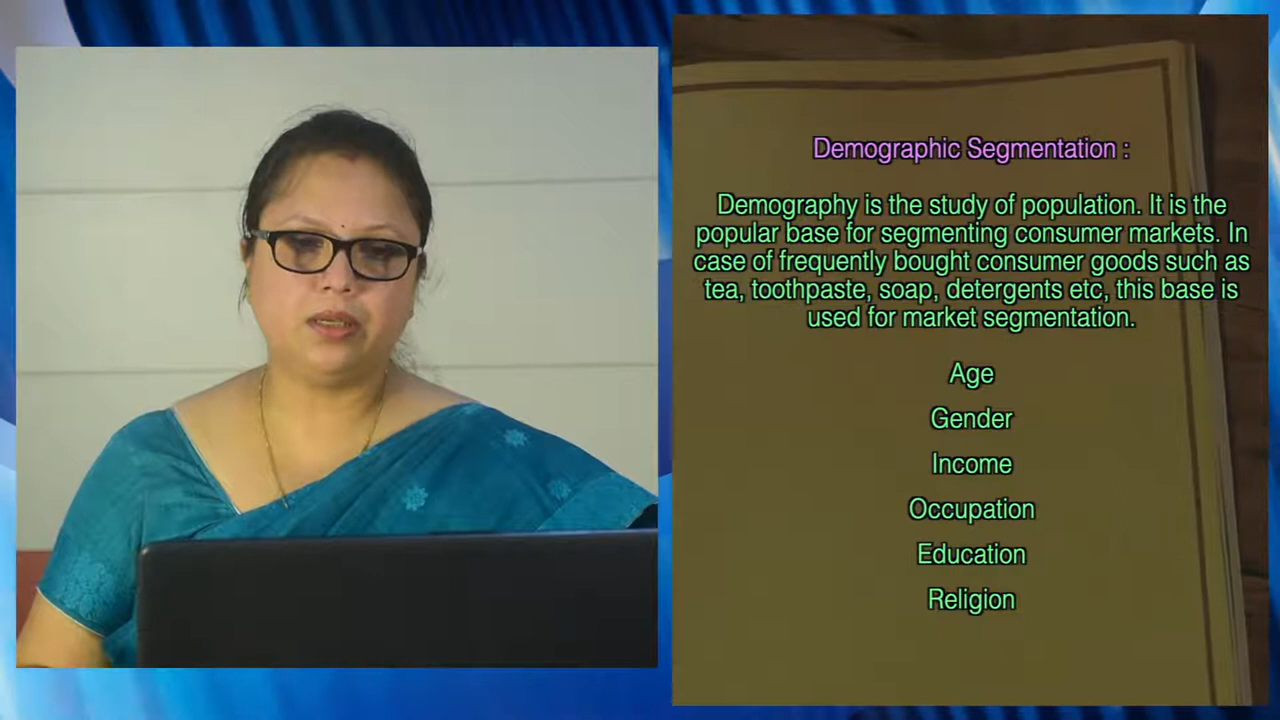 Demographic Segmentation :
Demography is the study of population. It is the
popular base for segmenting consumer markets. In
case of frequently bought consumer goods such as
tea, toothpaste, soap, detergents etc, this base is
used for market segmentation.
Age
Gender
Income
Occupation
Education
Religion